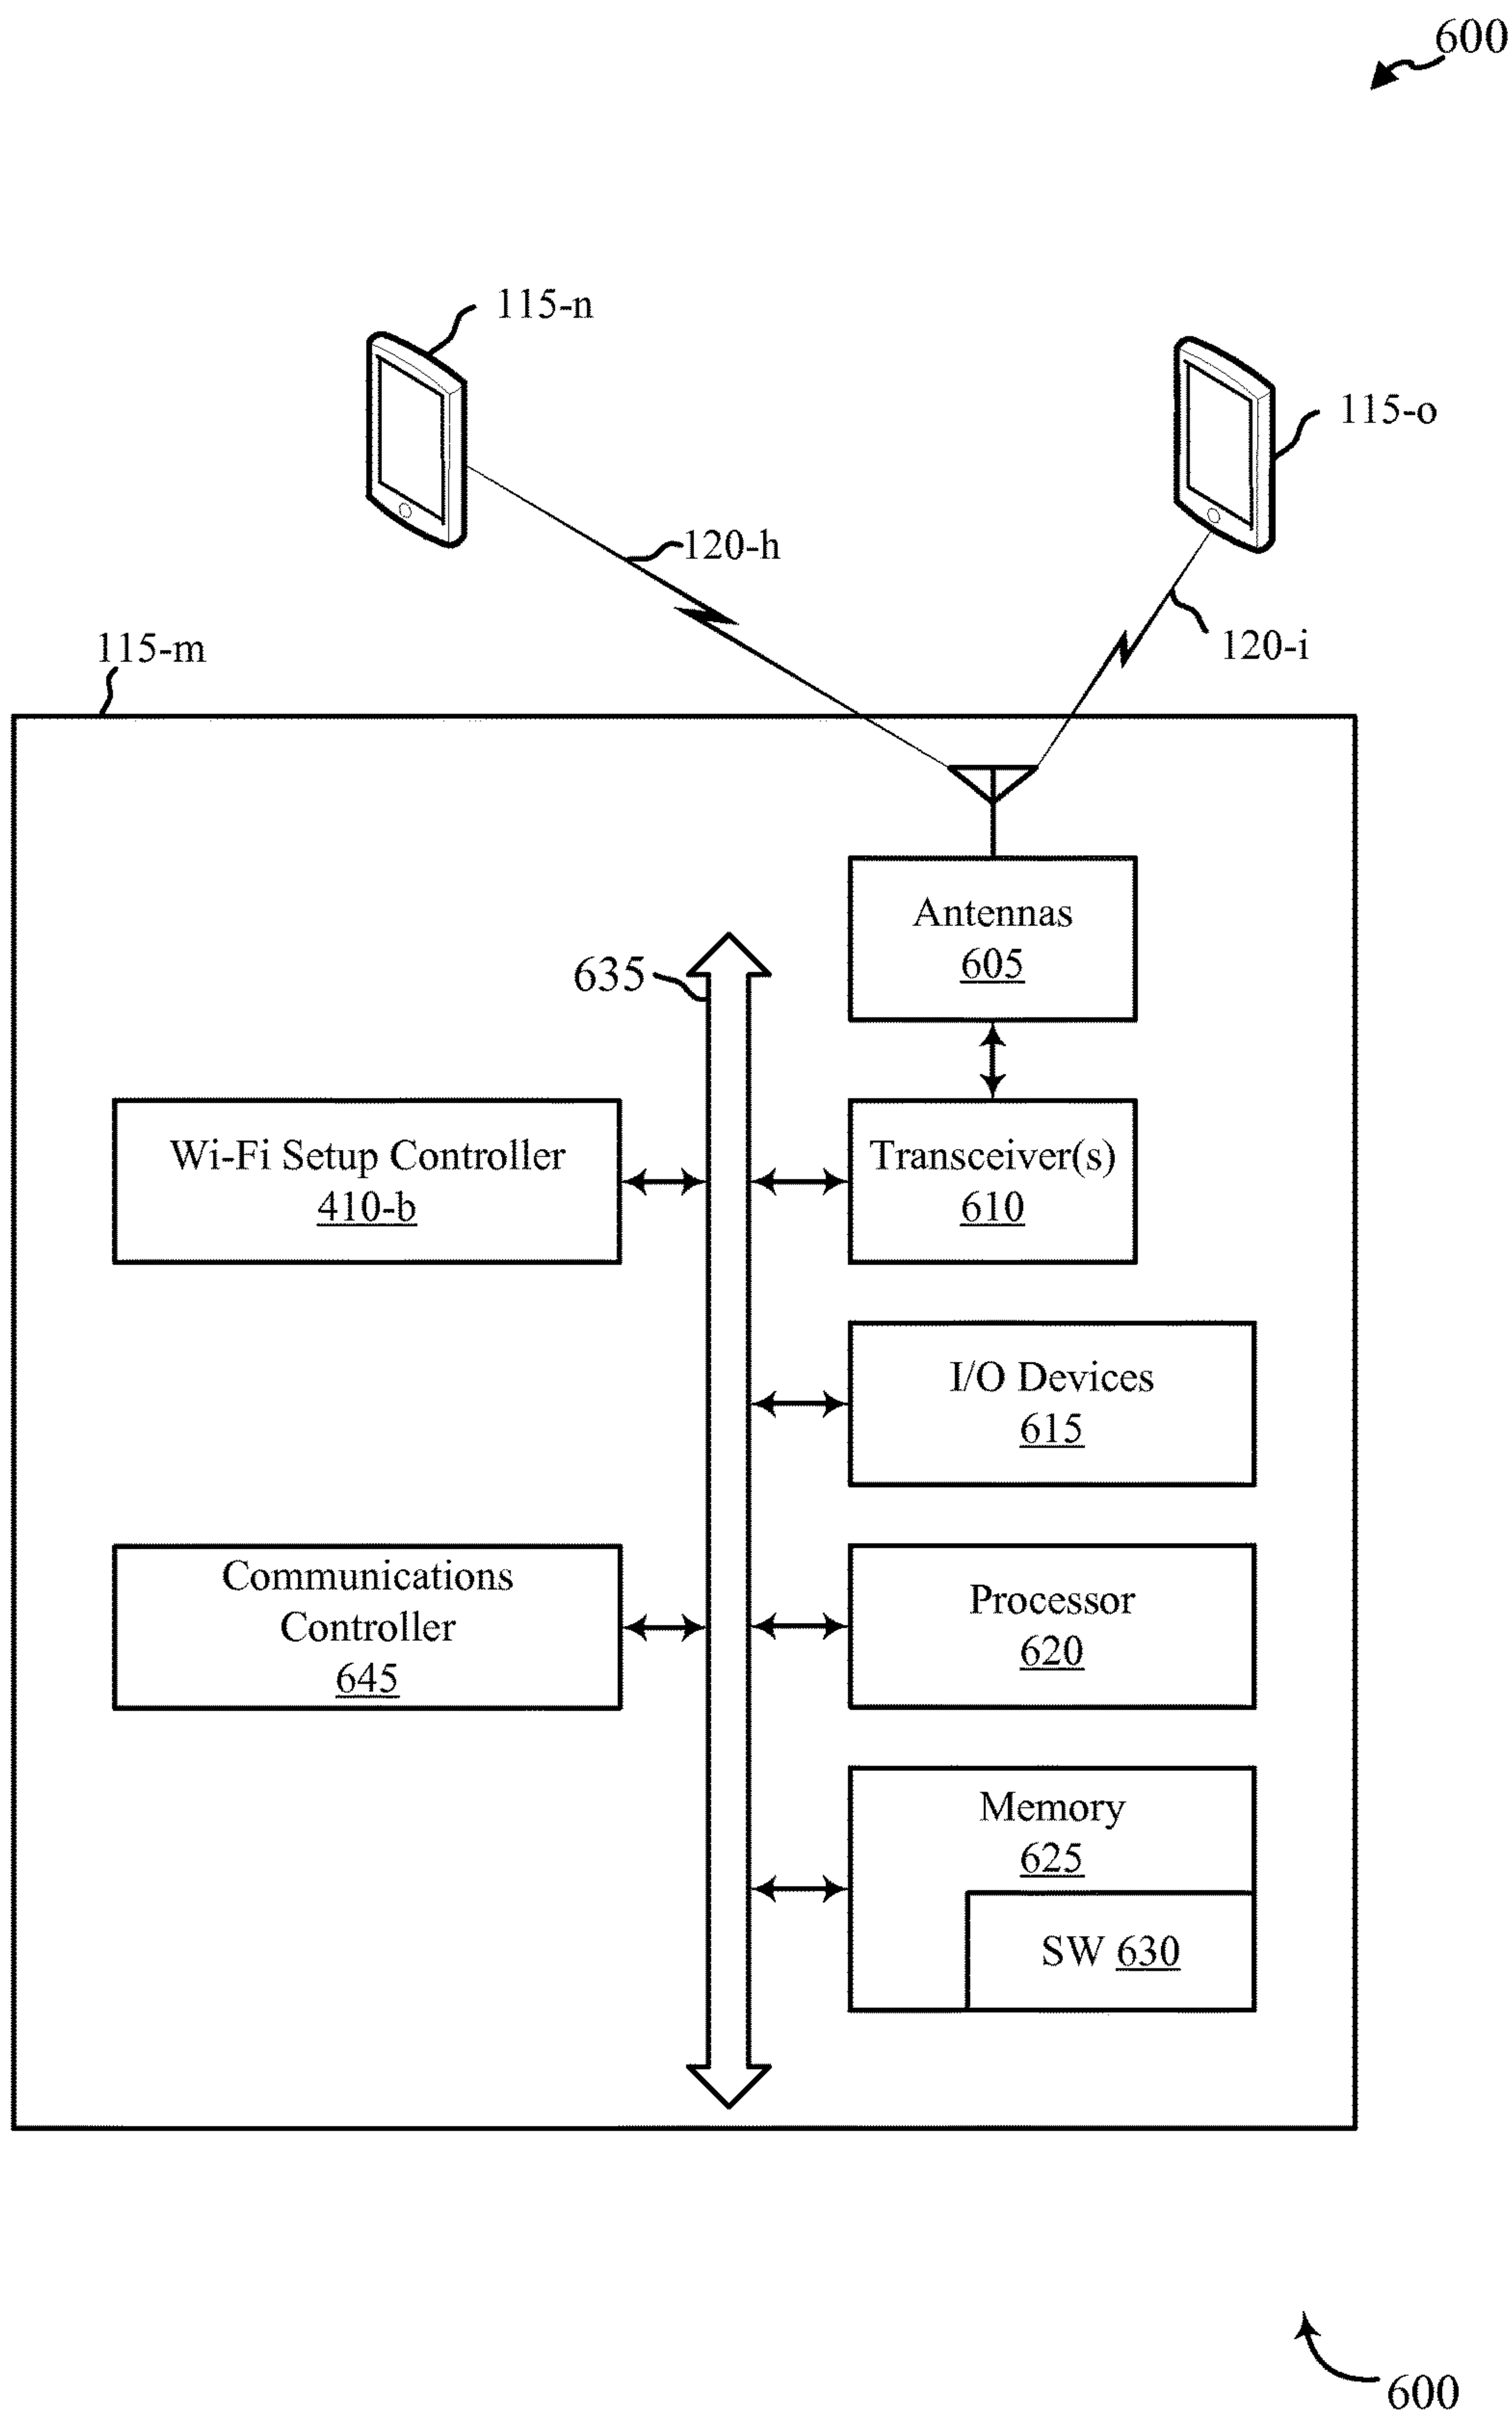 600
115-n
115-o
120-h
120-i
115-m
Antennas
605
635
Wi-Fi Setup Controller
410-b
Transceiver(s)
610
I/O Devices
615
Communications
Controller
645
Processor
620
Memory
625
SW 630
600